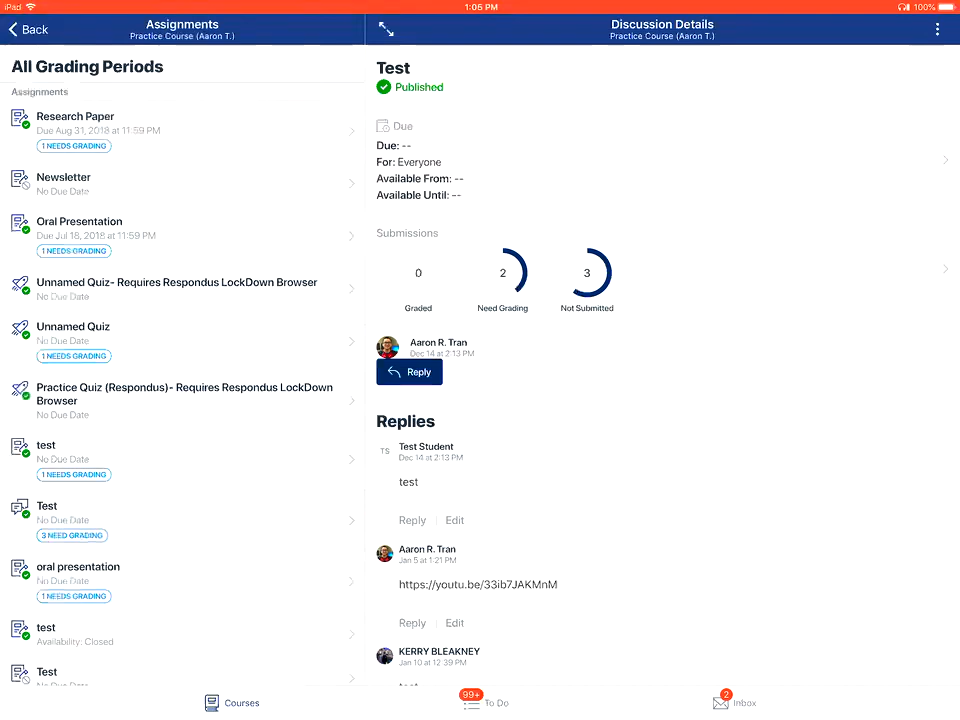 iPad
1:05 PM
100%
Back
Assignments
Practice Course (Aaron T.)
All Grading Periods
Assignments
Research Paper
Due Aug 31, 2018 at 11:59 PM
1 NEEDS GRADING
Newsletter
No Due Date
Oral Presentation
Due Jul 18, 2018 at 11:59 PM
1 NEEDS GRADING
Unnamed Quiz- Requires Respondus LockDown Browser
No Due Date
Unnamed Quiz
No Due Date
1 NEEDS GRADING
Practice Quiz (Respondus)- Requires Respondus LockDown
Browser
No Due Date
test
No Due Date
1 NEEDS GRADING
Test
No Due Date
3 NEED GRADING
oral presentation
No Due Date
1 NEEDS GRADING
test
Availability: Closed
Test
No Due Date
Discussion Details
Practice Course (Aaron T.)
Test
Published
Due
Due: --
For: Everyone
Available From: --
Available Until: --
Submissions
0
2
3
Graded
Need Grading
Not Submitted
Aaron R. Tran
Dec 14 at 2:13 PM
Reply
Replies
TS
Test Student
Dec 14 at 2:13 PM
test
Reply
Edit
Aaron R. Tran
Jan 5 at 1:21 PM
https://youtu.be/33ib7JAKMnM
Reply
Edit
KERRY BLEAKNEY
Jan 10 at 12:39 PM
Courses
99+
To Do
2
Inbox